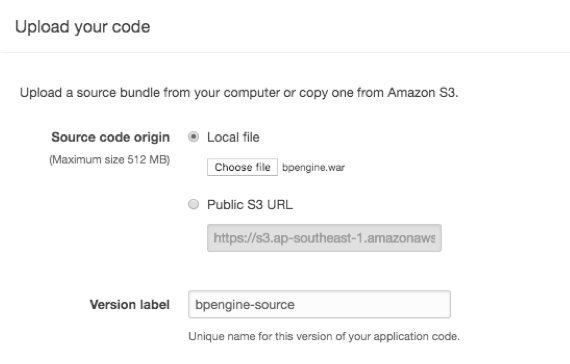 Upload your code
Upload a source bundle from your computer or copy one from Amazon S3.
Source code origin
Local file
(Maximum size 512 MB)
Choose file bpengine.war
Public S3 URL
https://s3.ap-southeast-1.amazonaws
Version label
bpengine-source
Unique name for this version of your application code.